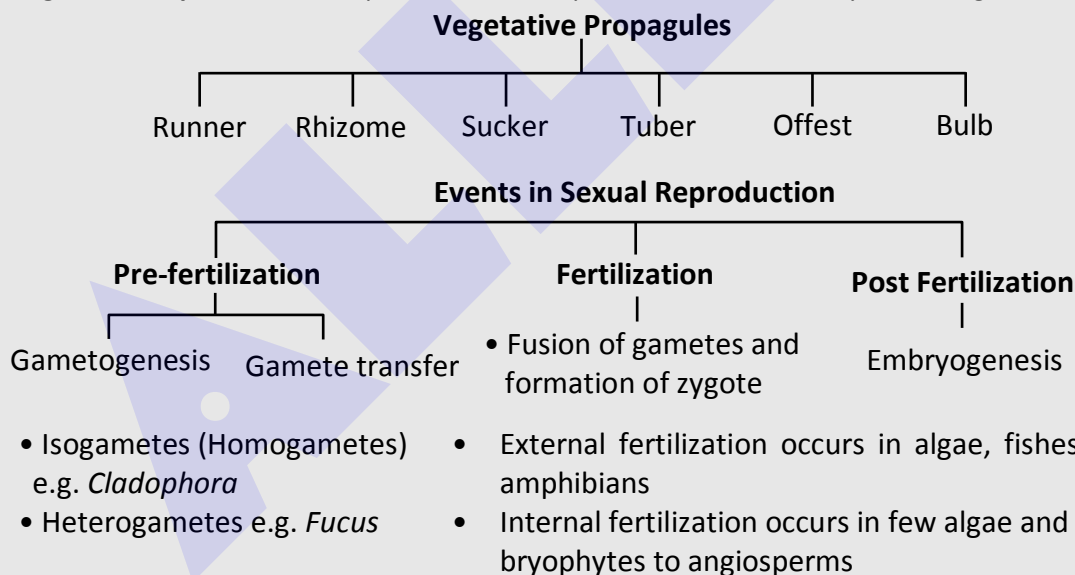 Vegetative Propagules
Runner Rhizome Sucker Tuber Offest Bulb
Events in Sexual Reproduction
Pre-fertilization Fertilization Post Fertilization
Gametogenesis Gamete transfer
• Fusion of gametes and
formation of zygote
Embryogenesis
• Isogametes (Homogametes)
e.g. Cladophora
• Heterogametes e.g. Fucus
• External fertilization occurs in algae, fishes
amphibians
• Internal fertilization occurs in few algae and
bryophytes to angiosperms